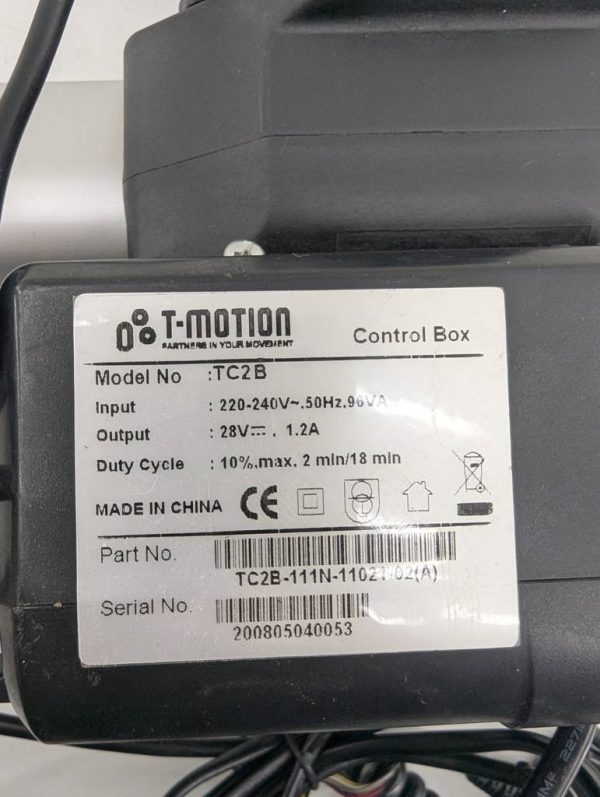 T-MOTION
PARTNERS IN YOUR MOVEMENT
Control Box
Model No :TC2B
Input : 220-240V~,50Hz,96VA
Output : 28V⎓, 1.2A
Duty Cycle : 10%,max. 2 min/18 min
MADE IN CHINA CE
Part No.
TC2B-111N-11021-02(A)
Serial No.
200805040053